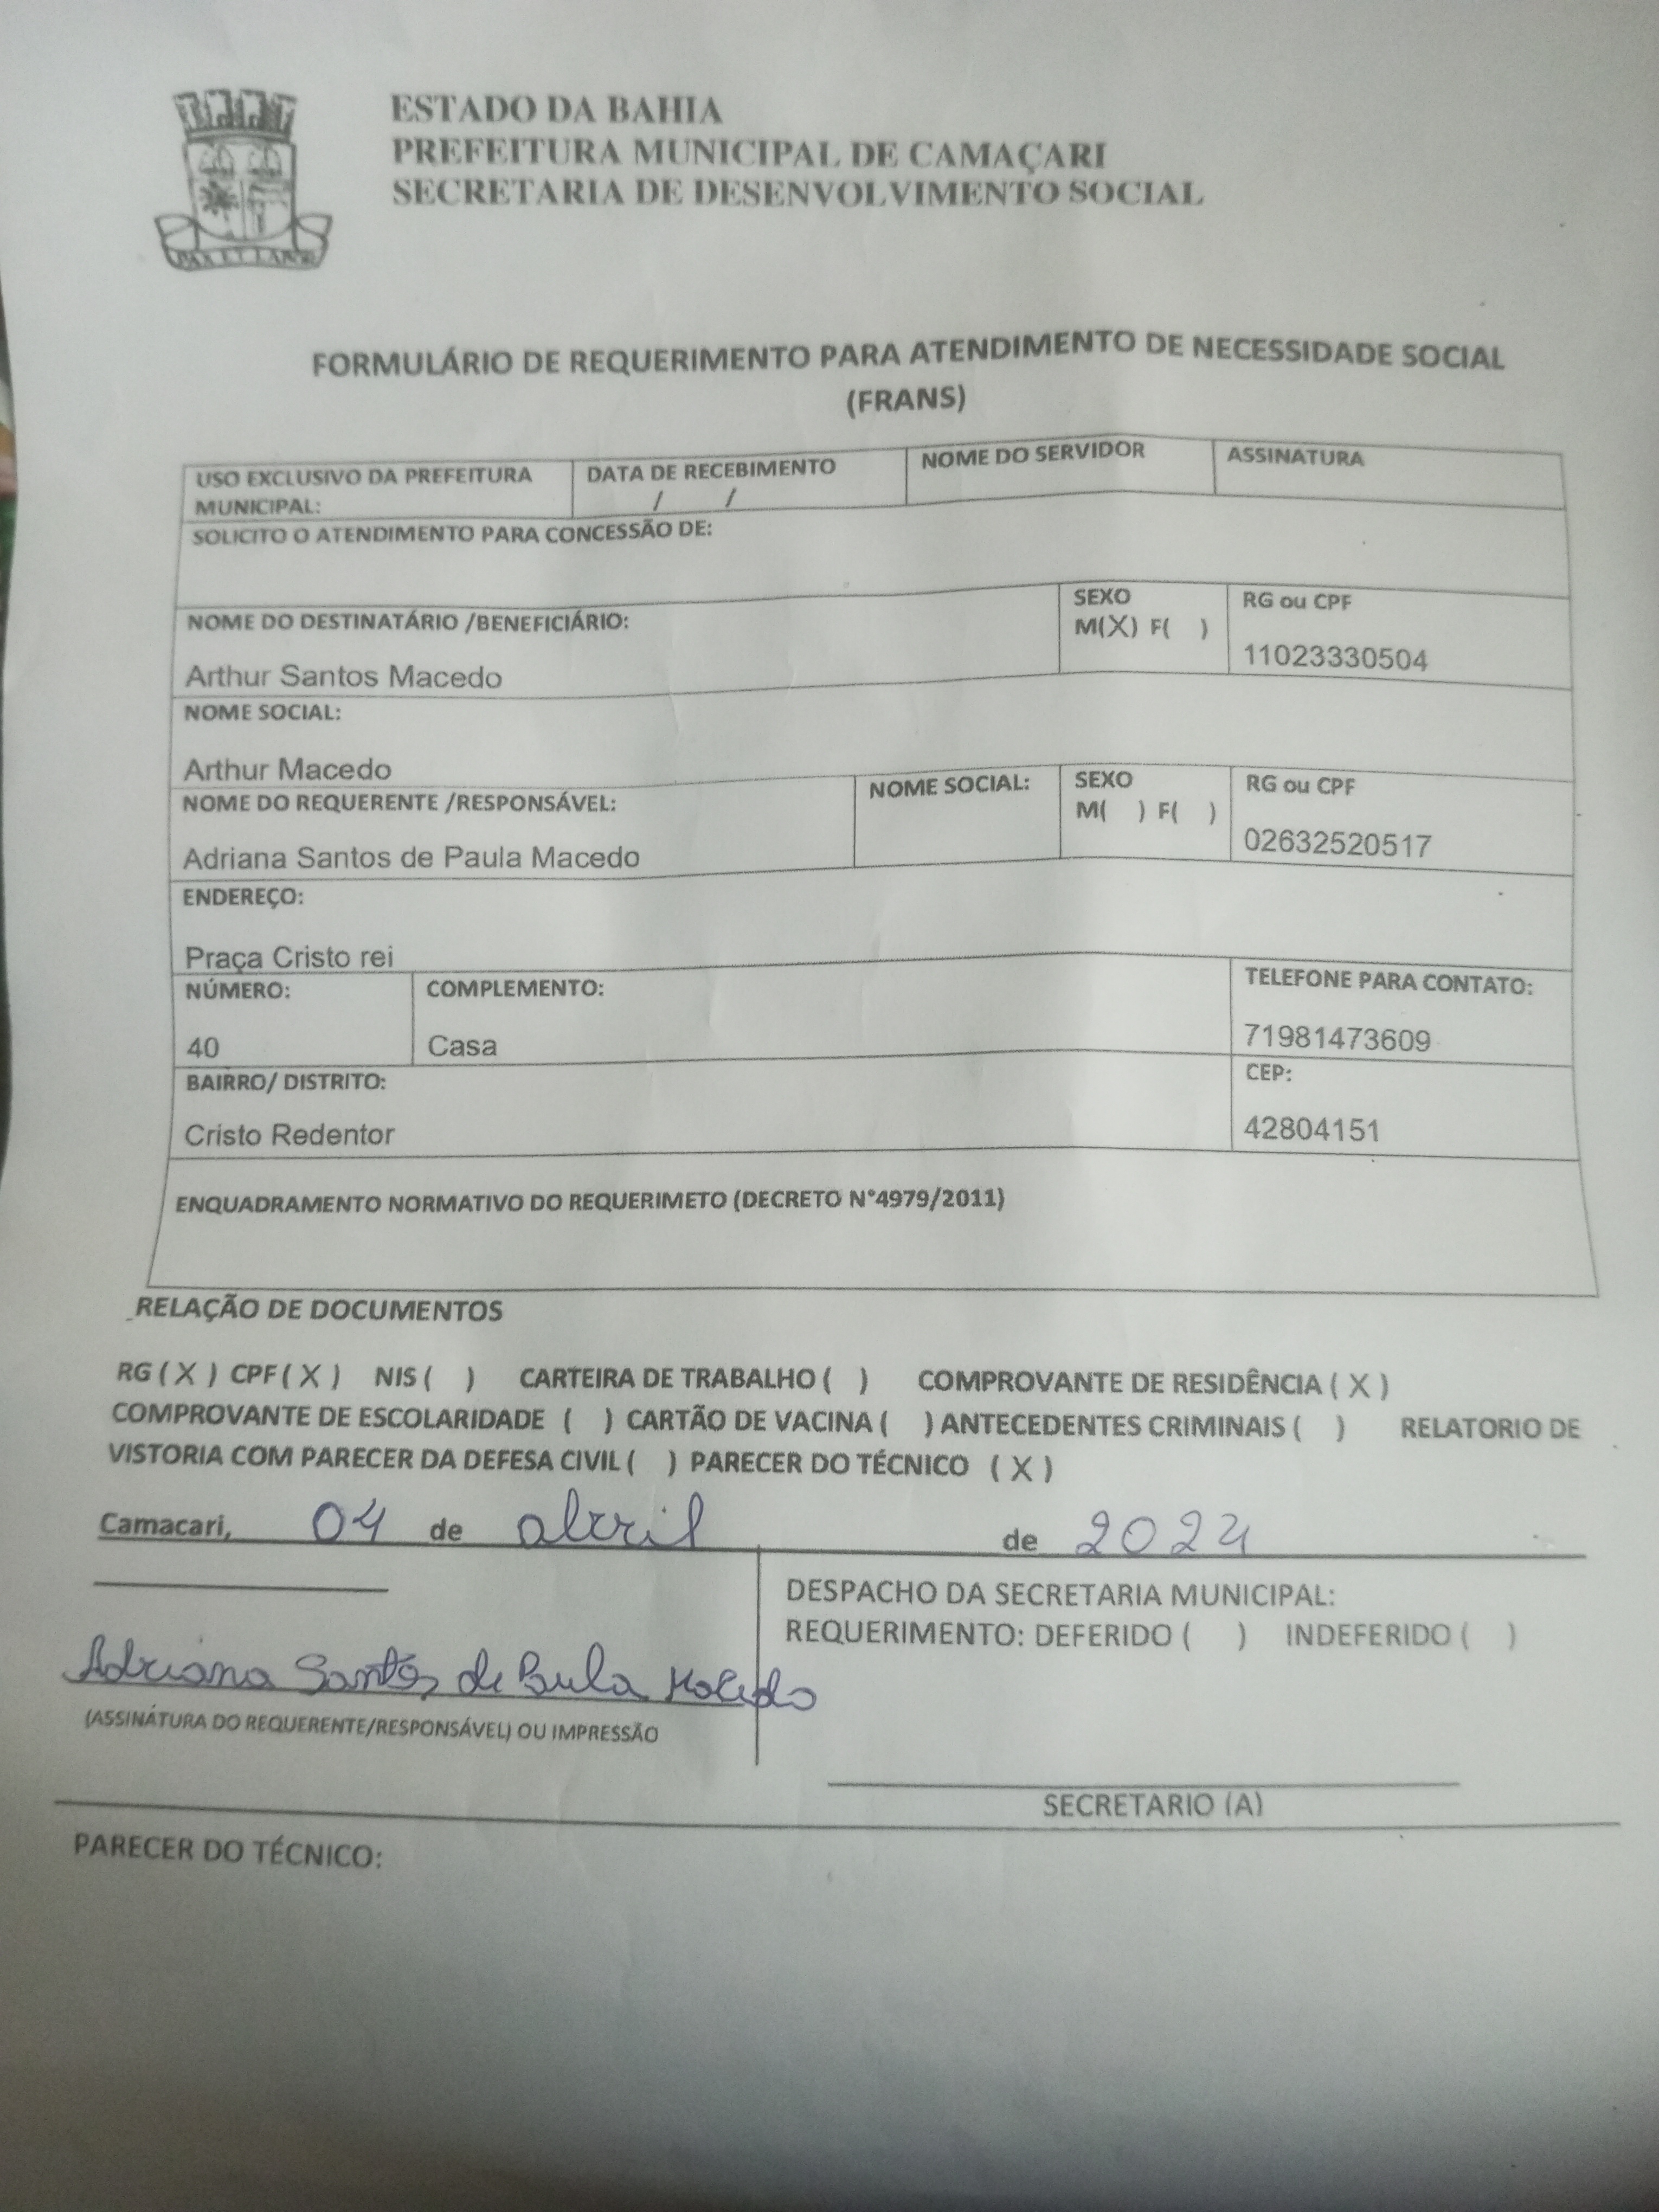 ESTADO DA BAHIA
PREFEITURA MUNICIPAL DE CAMAÇARI
SECRETARIA DE DESENVOLVIMENTO SOCIAL
FORMULÁRIO DE REQUERIMENTO PARA ATENDIMENTO DE NECESSIDADE SOCIAL
(FRANS)
USO EXCLUSIVO DA PREFEITURA MUNICIPAL:
DATA DE RECEBIMENTO
/ /
NOME DO SERVIDOR
ASSINATURA
SOLICITO O ATENDIMENTO PARA CONCESSÃO DE:
NOME DO DESTINATÁRIO /BENEFICIÁRIO:
Arthur Santos Macedo
SEXO
M(X) F( )
RG ou CPF
11023330504
NOME SOCIAL:
Arthur Macedo
NOME DO REQUERENTE /RESPONSÁVEL:
Adriana Santos de Paula Macedo
NOME SOCIAL:
SEXO
M( ) F( )
RG ou CPF
02632520517
ENDEREÇO:
Praça Cristo rei
NÚMERO:
40
COMPLEMENTO:
Casa
TELEFONE PARA CONTATO:
71981473609
BAIRRO/ DISTRITO:
Cristo Redentor
CEP:
42804151
ENQUADRAMENTO NORMATIVO DO REQUERIMETO (DECRETO N°4979/2011)
RELAÇÃO DE DOCUMENTOS
RG ( X ) CPF ( X ) NIS ( ) CARTEIRA DE TRABALHO ( ) COMPROVANTE DE RESIDÊNCIA ( X )
COMPROVANTE DE ESCOLARIDADE ( ) CARTÃO DE VACINA ( ) ANTECEDENTES CRIMINAIS ( ) RELATORIO DE
VISTORIA COM PARECER DA DEFESA CIVIL ( ) PARECER DO TÉCNICO ( X )
Camacari, 04 de abril de 2024
DESPACHO DA SECRETARIA MUNICIPAL:
REQUERIMENTO: DEFERIDO ( ) INDEFERIDO ( )
Adriana Santos de Paula Macedo
(ASSINATURA DO REQUERENTE/RESPONSÁVEL) OU IMPRESSÃO
SECRETARIO (A)
PARECER DO TÉCNICO: